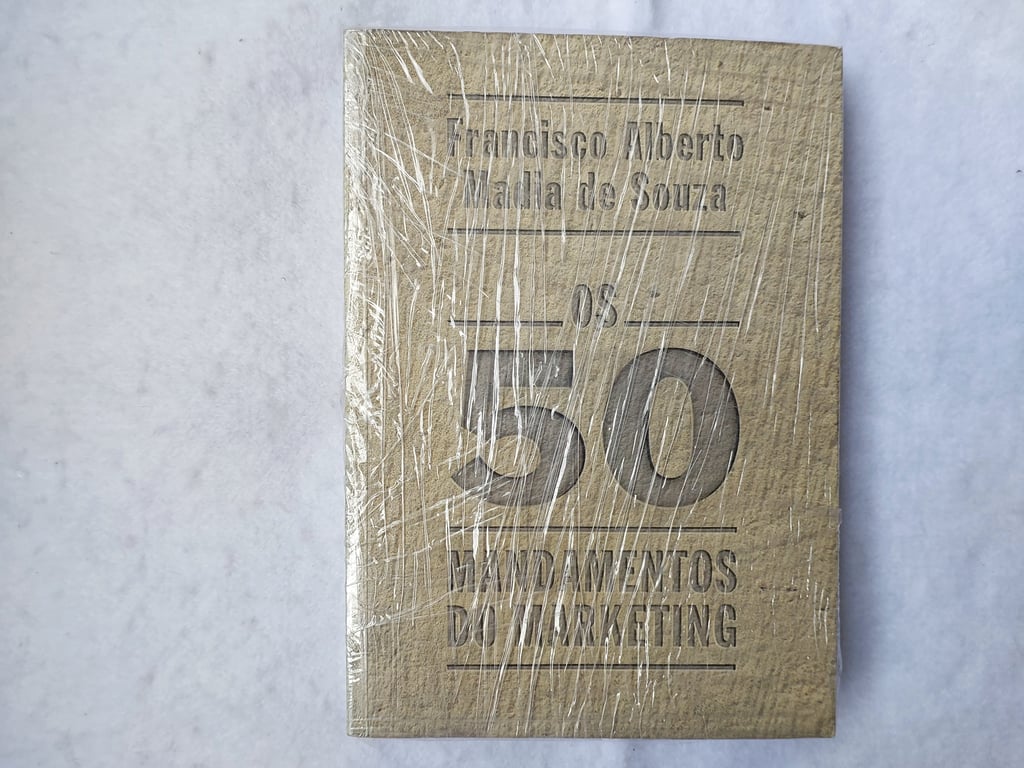 Francisco Alberto
Madia de Souza
OS
50
MANDAMENTOS
DO MARKETING